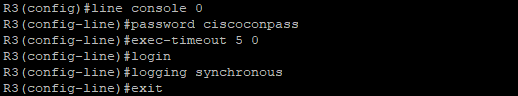 R3(config)#line console 0
R3(config-line)#password ciscoconpass
R3(config-line)#exec-timeout 5 0
R3(config-line)#login
R3(config-line)#logging synchronous
R3(config-line)#exit